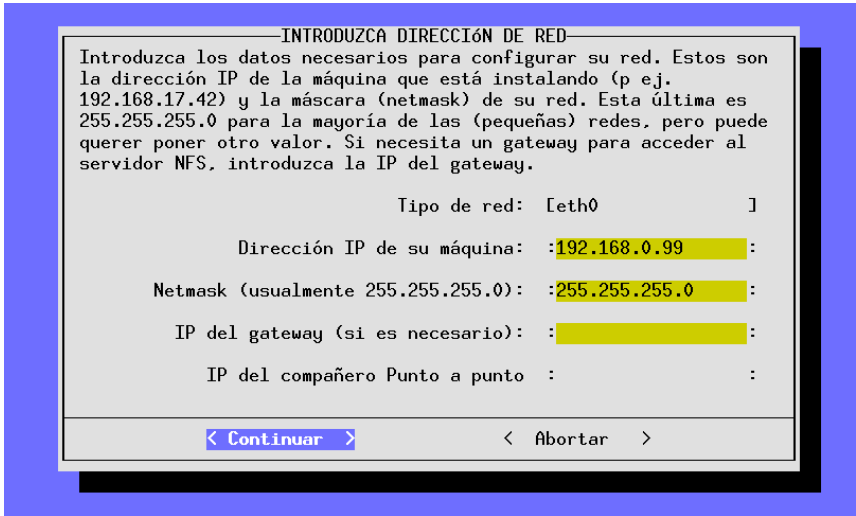 INTRODUZCA DIRECCIóN DE RED
Introduzca los datos necesarios para configurar su red. Estos son
la dirección IP de la máquina que está instalando (p ej.
192.168.17.42) y la máscara (netmask) de su red. Esta última es
255.255.255.0 para la mayoría de las (pequeñas) redes, pero puede
querer poner otro valor. Si necesita un gateway para acceder al
servidor NFS, introduzca la IP del gateway.
Tipo de red: [eth0 ]
Dirección IP de su máquina: :192.168.0.99 :
Netmask (usualmente 255.255.255.0): :255.255.255.0 :
IP del gateway (si es necesario): : :
IP del compañero Punto a punto : :
< Continuar > < Abortar >